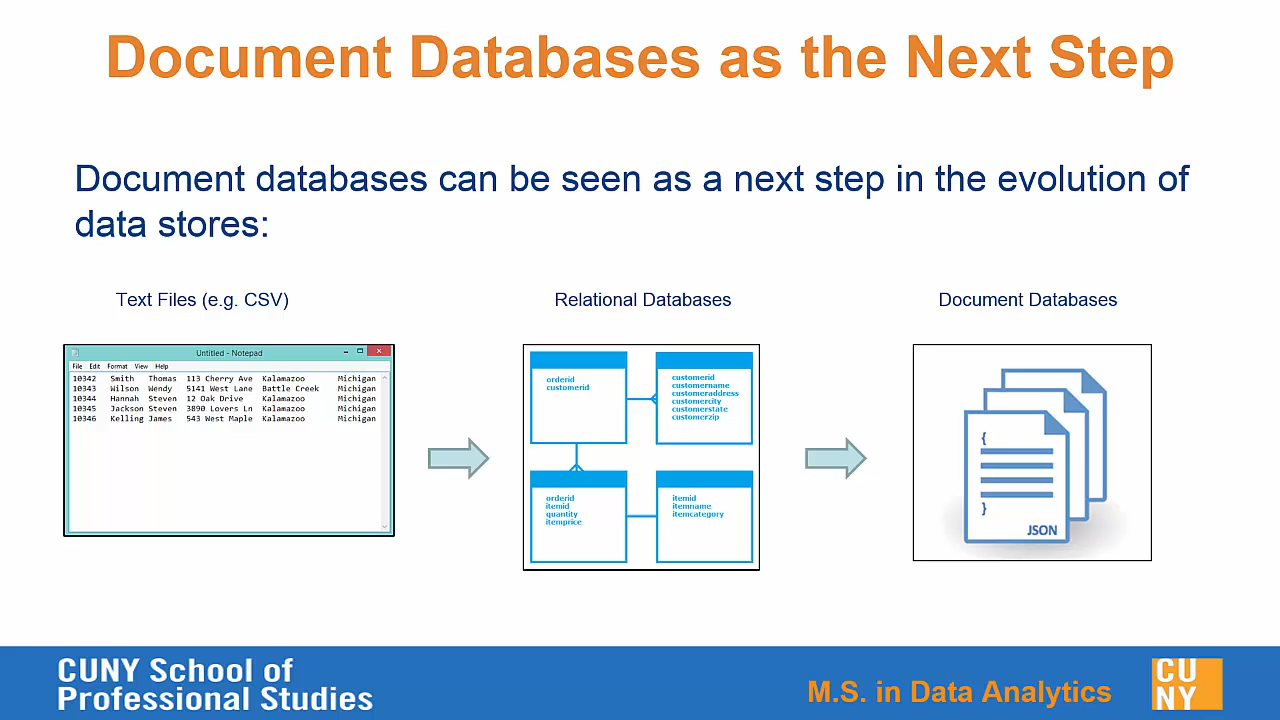 Document Databases as the Next Step
Document databases can be seen as a next step in the evolution of
data stores:
Text Files (e.g. CSV)
Relational Databases
Document Databases
Untitled - Notepad
File Edit Format View Help
10342 Smith Thomas 113 Cherry Ave Kalamazoo Michigan
10343 Wilson Wendy 5141 West Lane Battle Creek Michigan
10344 Hannah Steven 12 Oak Drive Kalamazoo Michigan
10345 Jackson Steven 3890 Lovers Ln Kalamazoo Michigan
10346 Kelling James 543 West Maple Kalamazoo Michigan
orderid
customerid
customerid
customername
customeraddress
customercity
customerstate
customerzip
orderid
itemid
quantity
itemprice
itemid
itemname
itemcategory
{
}
JSON
CUNY School of
Professional Studies
M.S. in Data Analytics
CU
NY